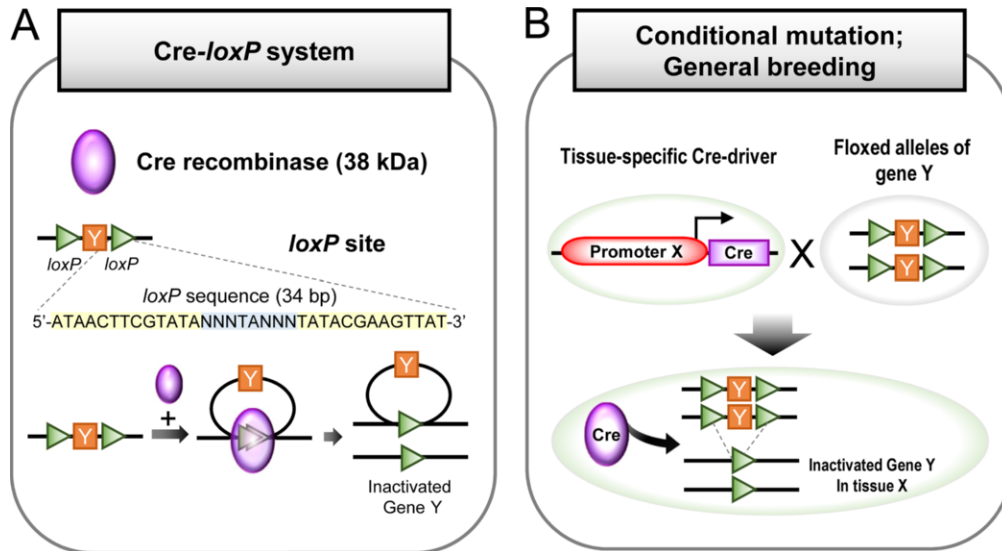 A
Cre-loxP system
Cre recombinase (38 kDa)
Y
loxP
loxP
loxP site
loxP sequence (34 bp)
5'-ATAACTTCGTATANNNTANNNTATACGAAGTTAT-3'
Y
+
Y
Y
Inactivated
Gene Y
B
Conditional mutation;
General breeding
Tissue-specific Cre-driver
Floxed alleles of
gene Y
Promoter X
Cre
X
Y
Y
Y
Y
Cre
Inactivated Gene Y
In tissue X